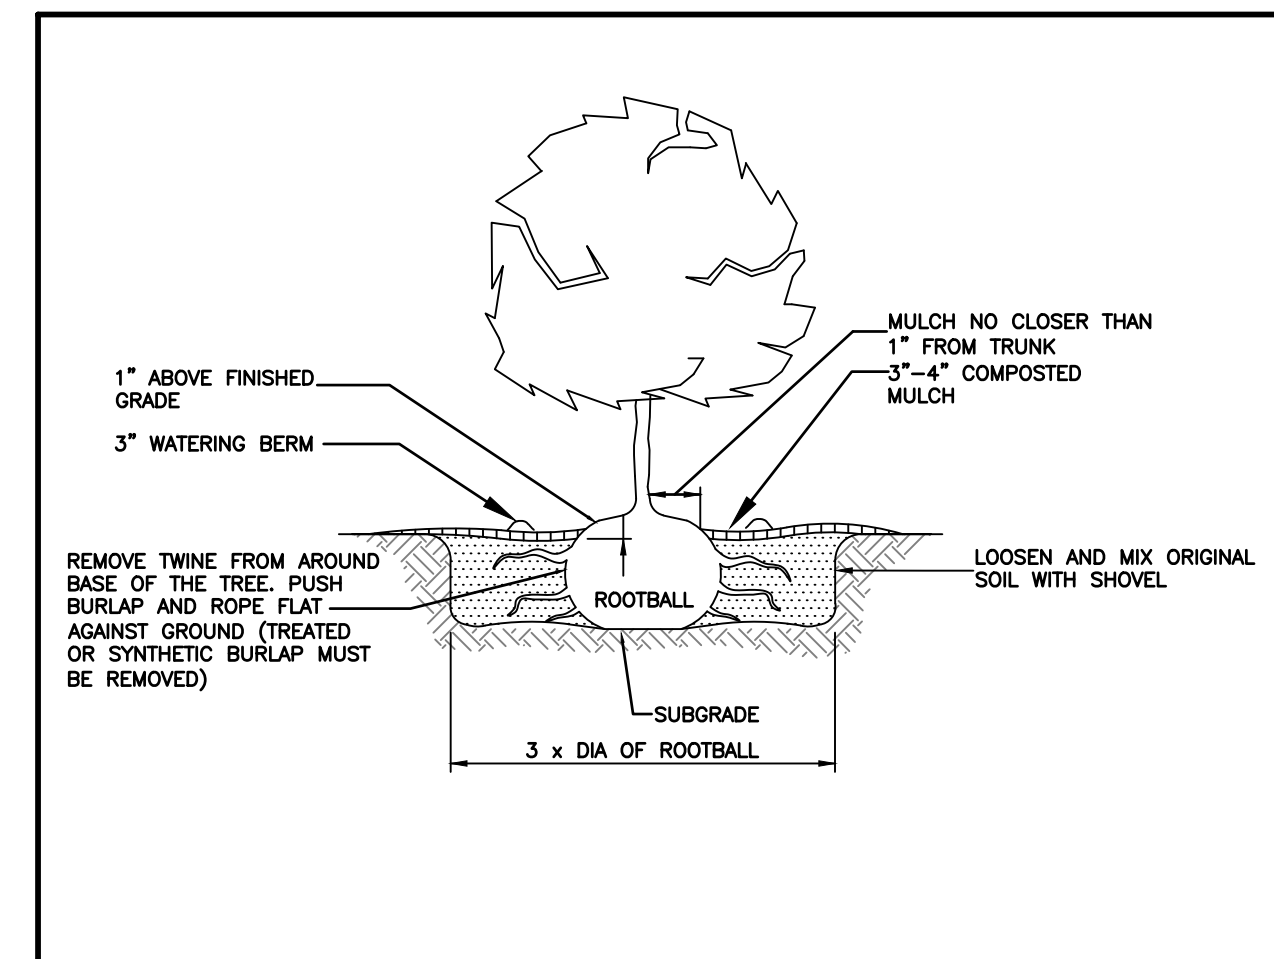 1” ABOVE FINISHED
GRADE
3” WATERING BERM
REMOVE TWINE FROM AROUND
BASE OF THE TREE. PUSH
BURLAP AND ROPE FLAT
AGAINST GROUND (TREATED
OR SYNTHETIC BURLAP MUST
BE REMOVED)
MULCH NO CLOSER THAN
1” FROM TRUNK
3”-4” COMPOSTED
MULCH
LOOSEN AND MIX ORIGINAL
SOIL WITH SHOVEL
ROOTBALL
SUBGRADE
3 x DIA OF ROOTBALL